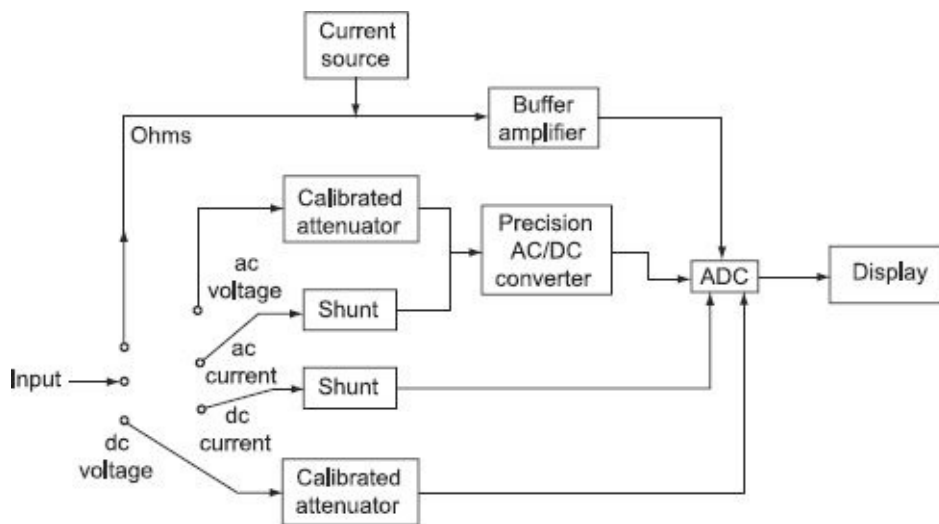 Current
source
Buffer
amplifier
Ohms
Calibrated
attenuator
Precision
AC/DC
converter
ac
voltage
ADC
Display
Shunt
ac
current
Input
Shunt
dc
current
dc
voltage
Calibrated
attenuator